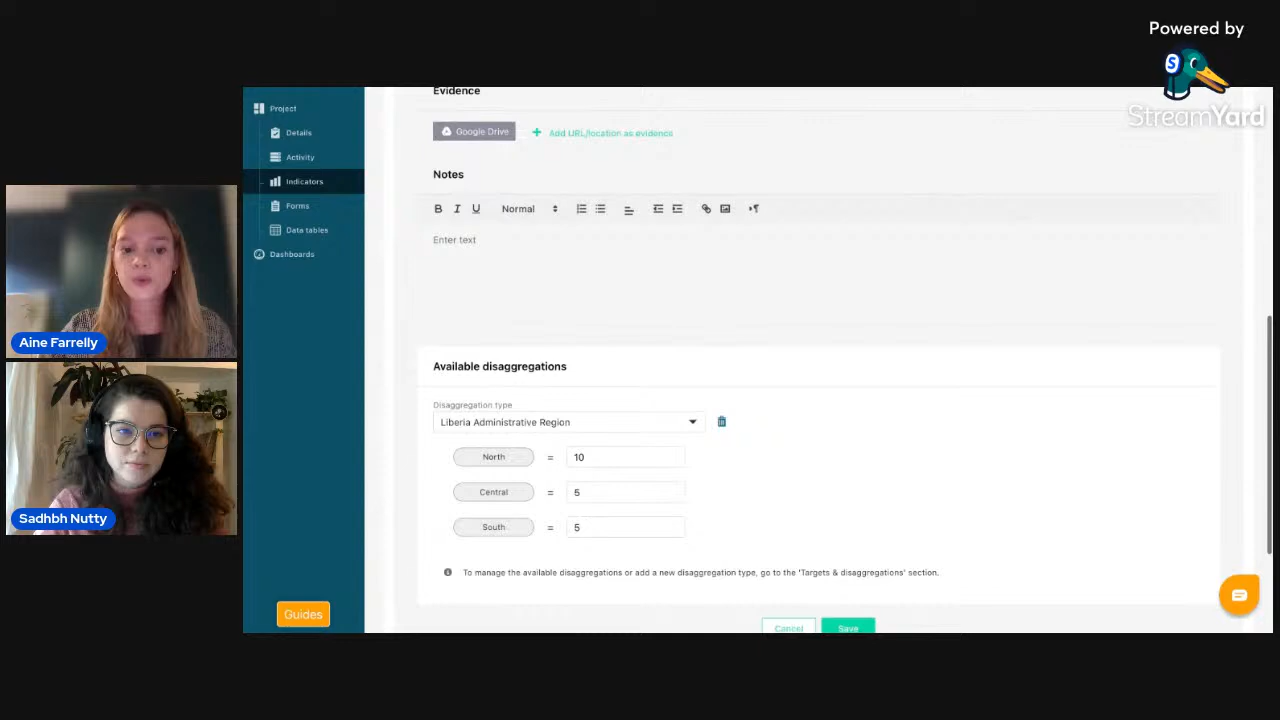 Powered by
StreamYard
Evidence
Project
Details
Activity
Indicators
Forms
Data tables
Dashboards
Google Drive
+ Add URL/location as evidence
Notes
B I U Normal
Enter text
Available disaggregations
Disaggregation type
Liberia Administrative Region
North = 10
Central = 5
South = 5
To manage the available disaggregations or add a new disaggregation type, go to the 'Targets & disaggregations' section.
Cancel Save
Guides
Aine Farrelly
Sadhbh Nutty